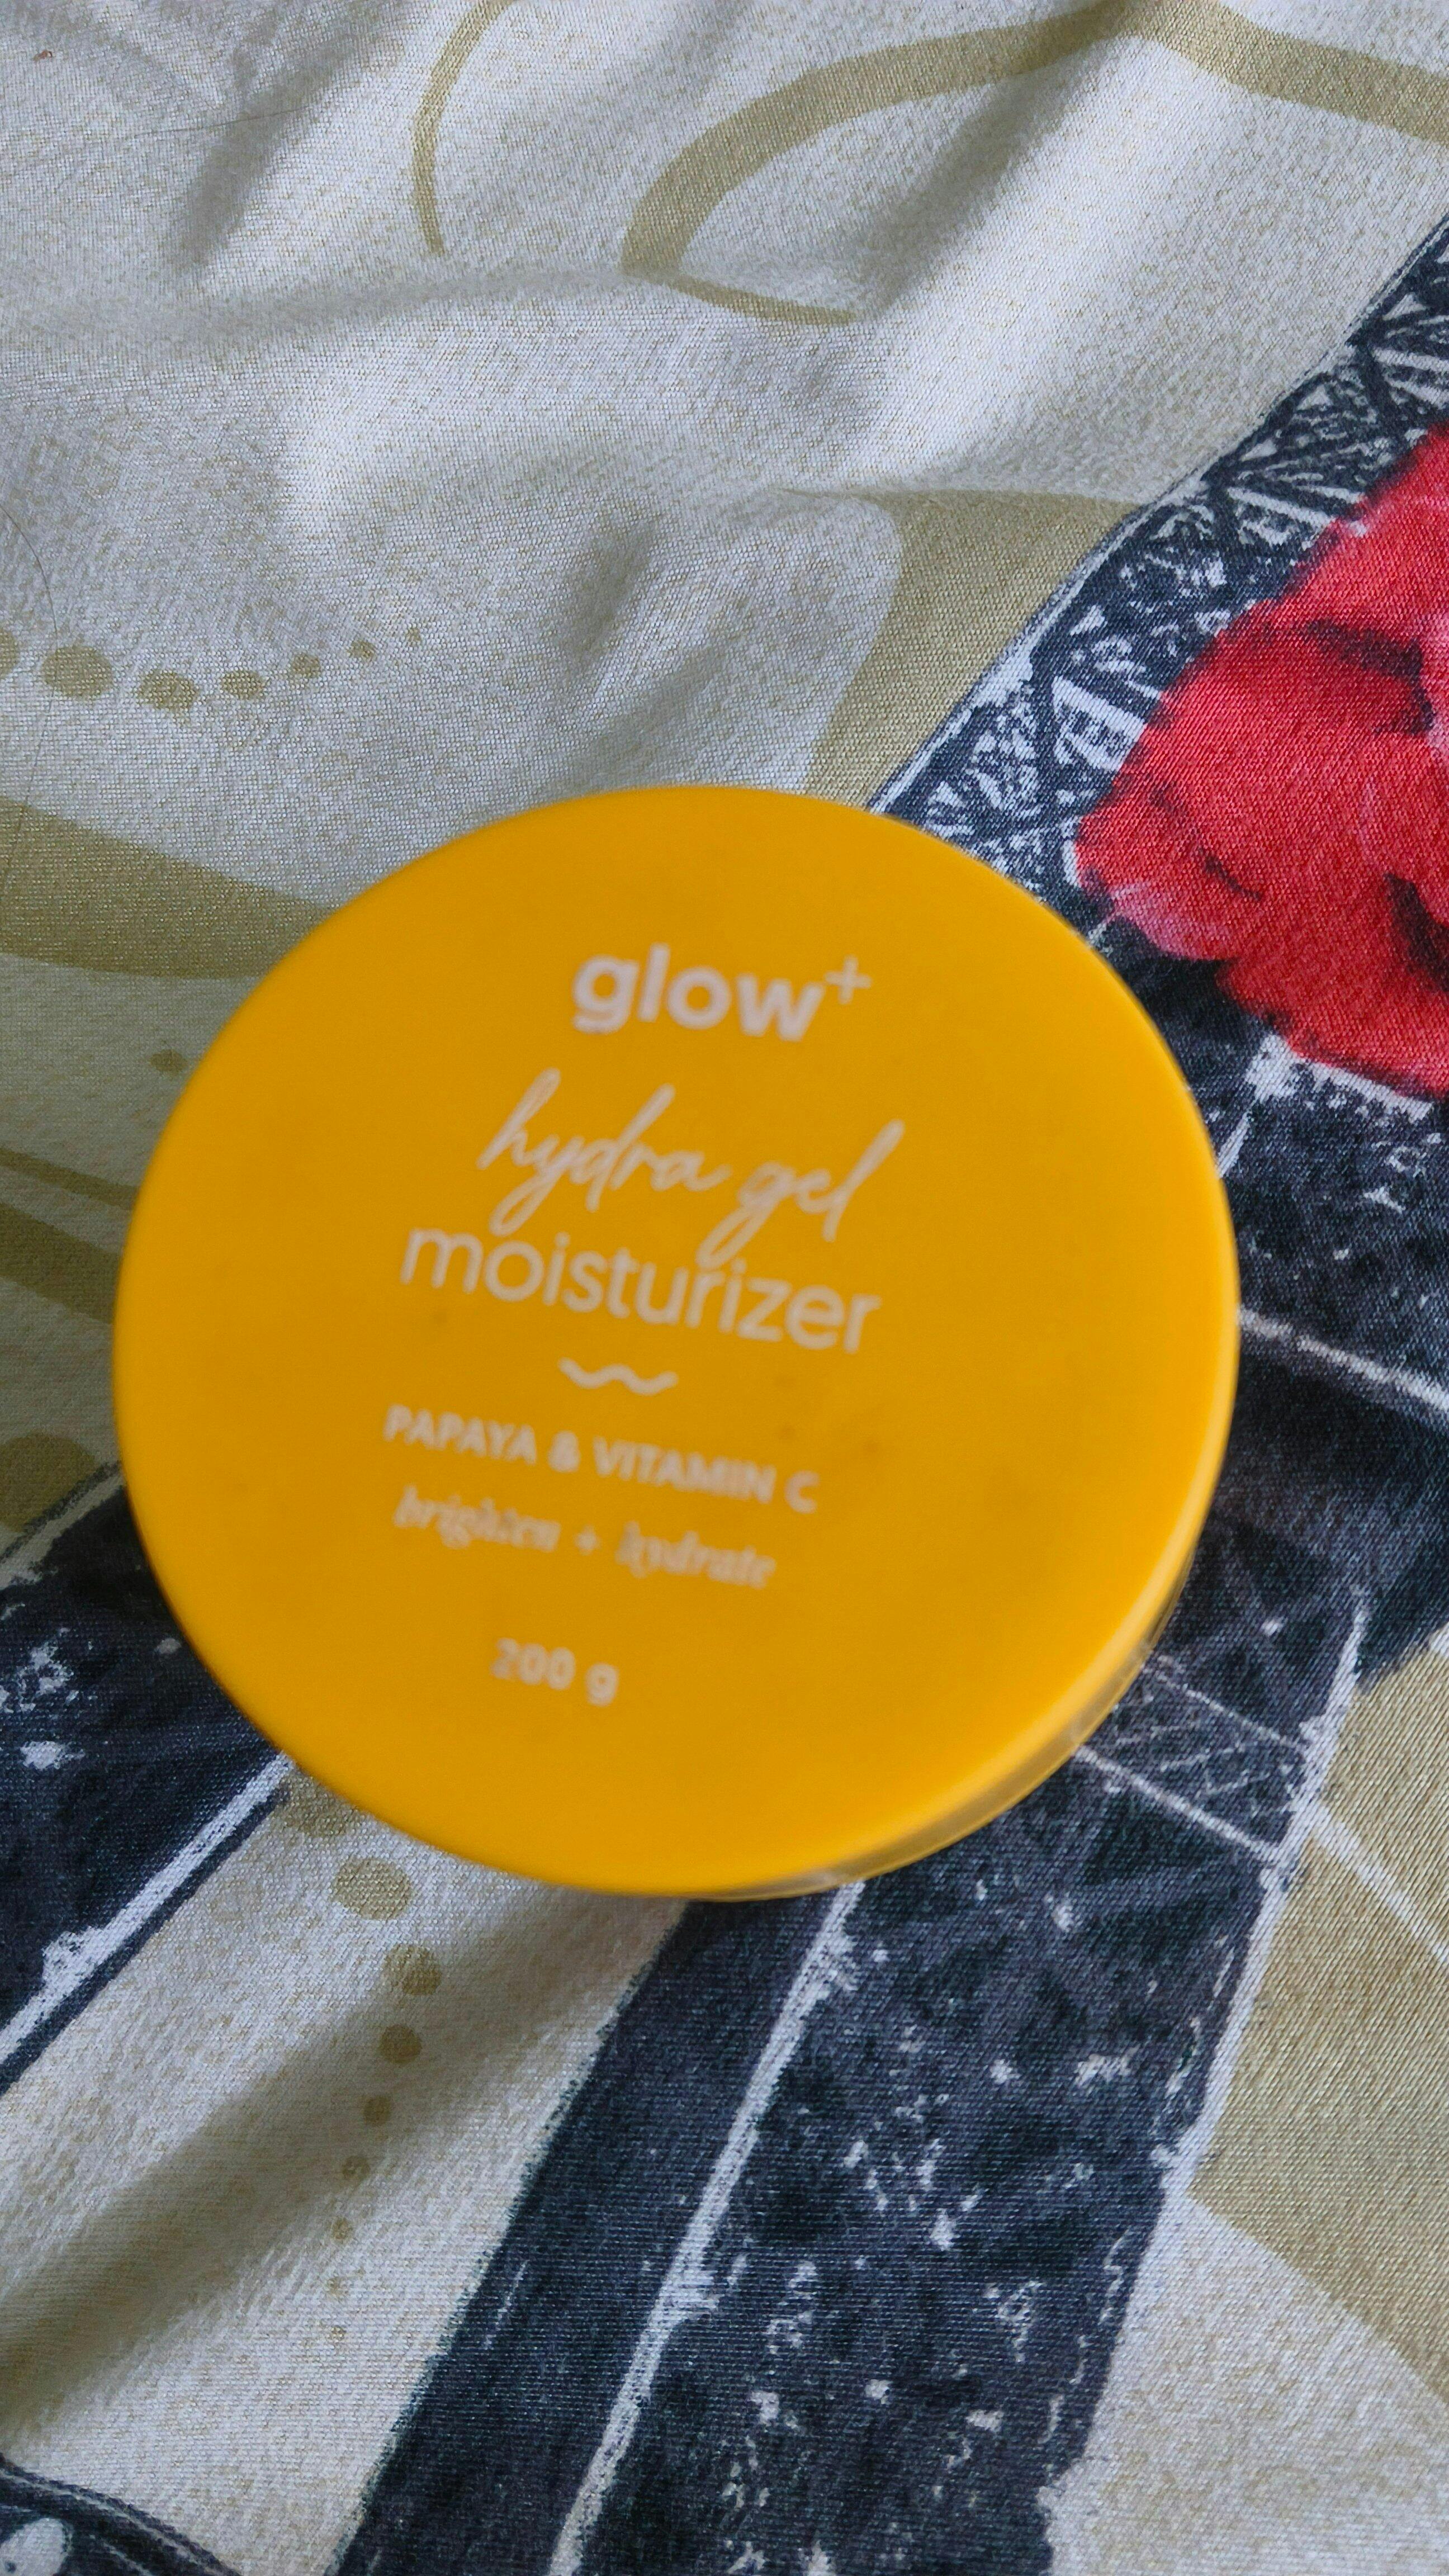 glow+
hydra gel
moisturizer
PAPAYA & VITAMIN C
brighten + hydrate
200 g